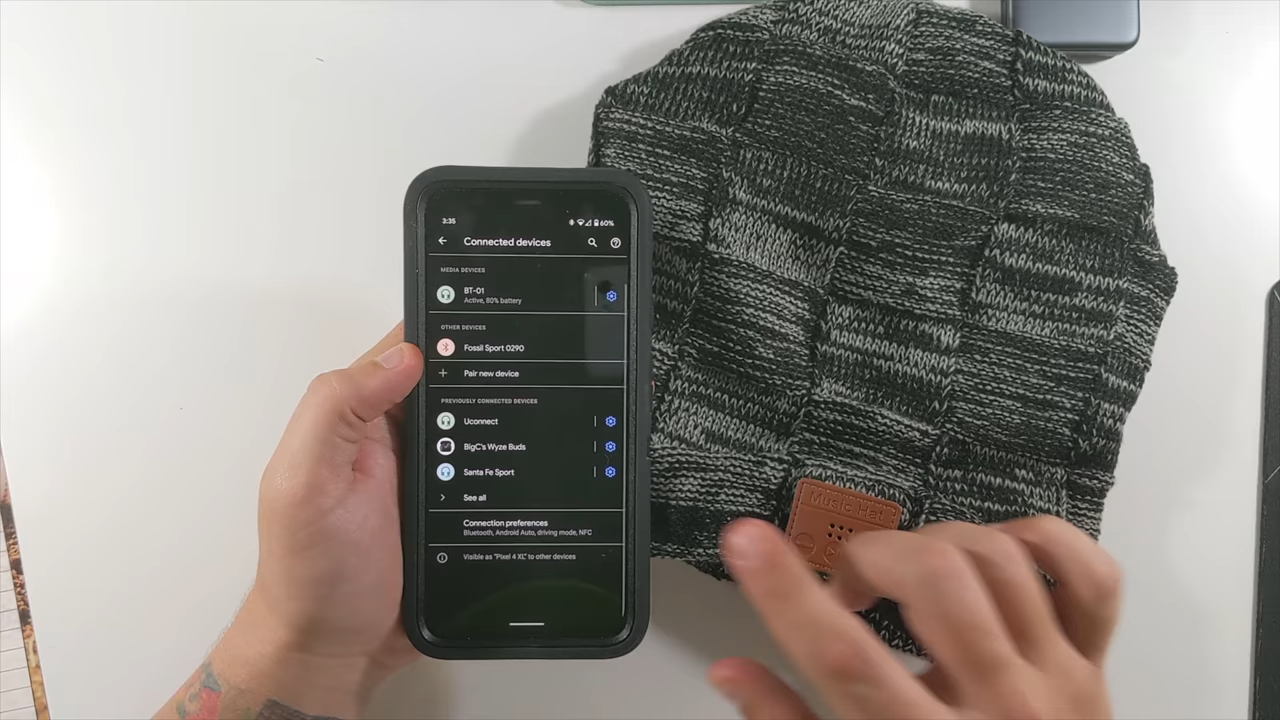 3:35
60%
Connected devices
MEDIA DEVICES
BT-01
Active, 80% battery
OTHER DEVICES
Fossil Sport 0290
Pair new device
PREVIOUSLY CONNECTED DEVICES
Uconnect
BigC's Wyze Buds
Santa Fe Sport
See all
Connection preferences
Bluetooth, Android Auto, driving mode, NFC
Visible as "Pixel 4 XL" to other devices
Music Hat